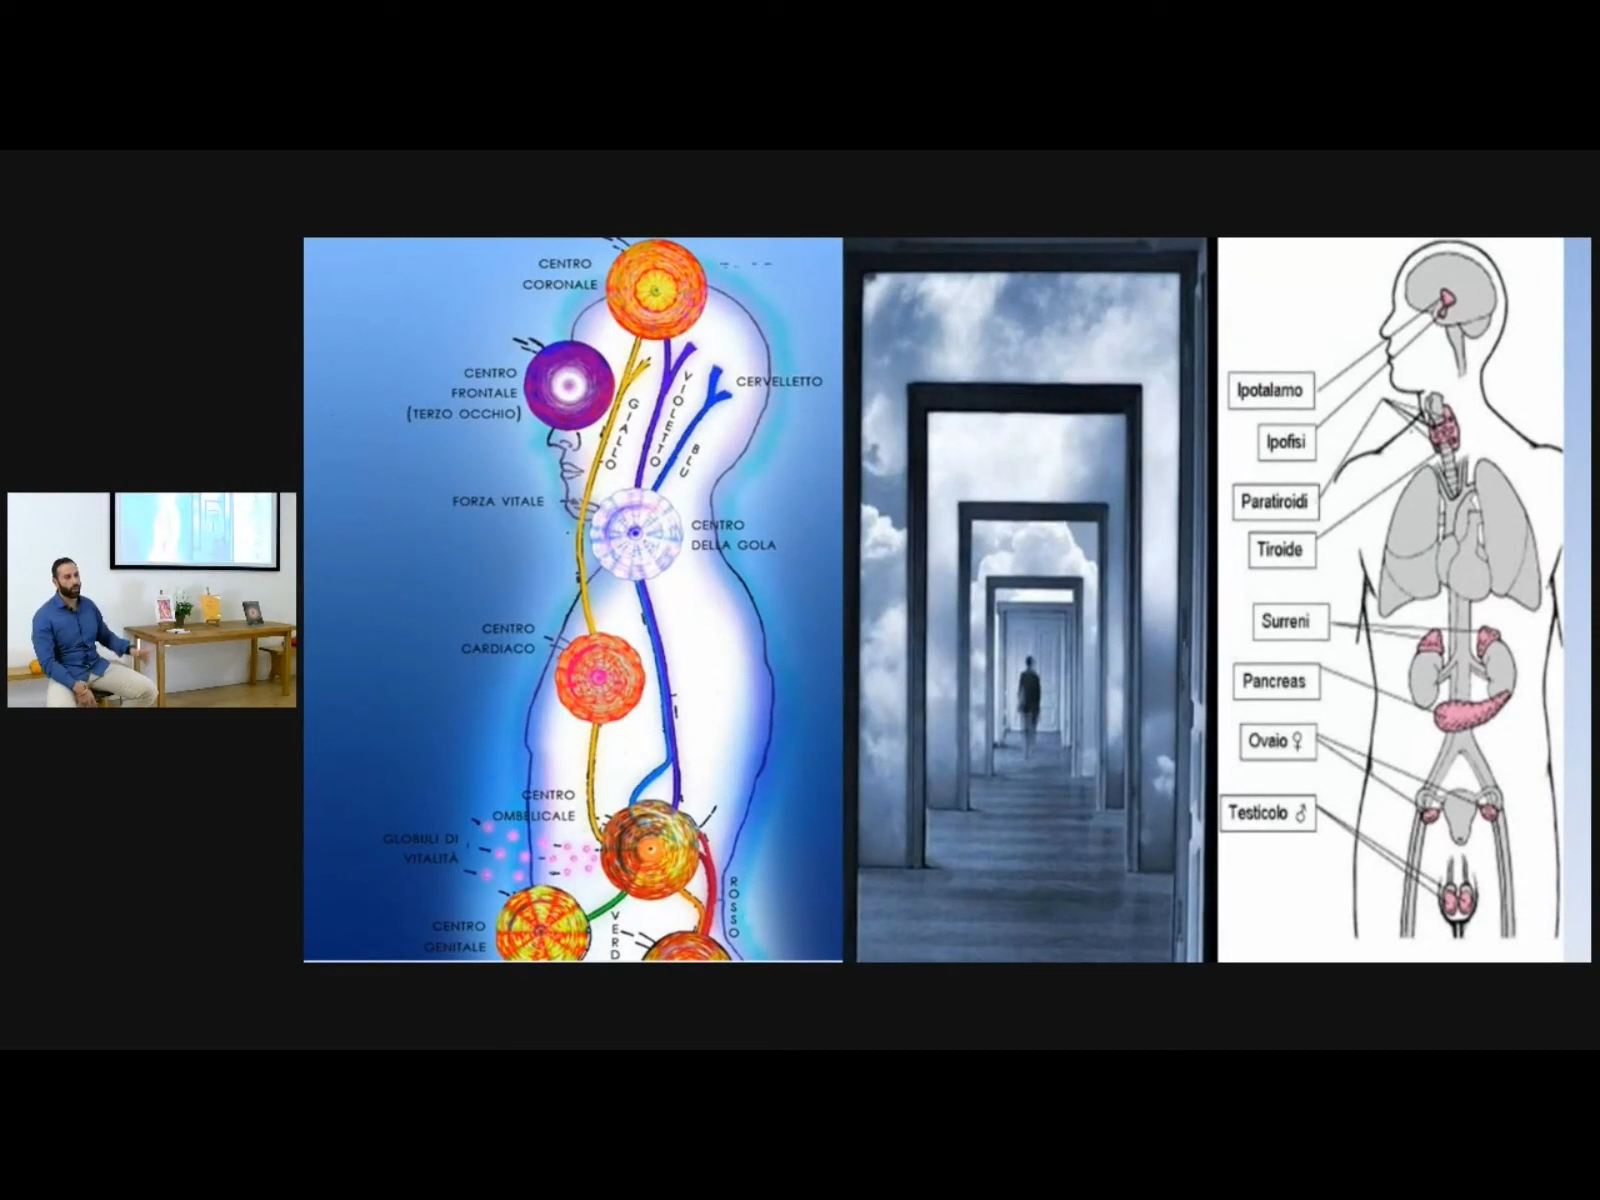 CENTRO
CORONALE
CENTRO
FRONTALE
(TERZO OCCHIO)
GIALLO
VIOLETTO
BLU
CERVELLETTO
FORZA VITALE
CENTRO
DELLA GOLA
CENTRO
CARDIACO
CENTRO
OMBELICALE
GLOBULI DI
VITALITÀ
CENTRO
GENITALE
VERD
ROSSO
Ipotalamo
Ipofisi
Paratiroidi
Tiroide
Surreni
Pancreas
Ovaio ♀
Testicolo ♂